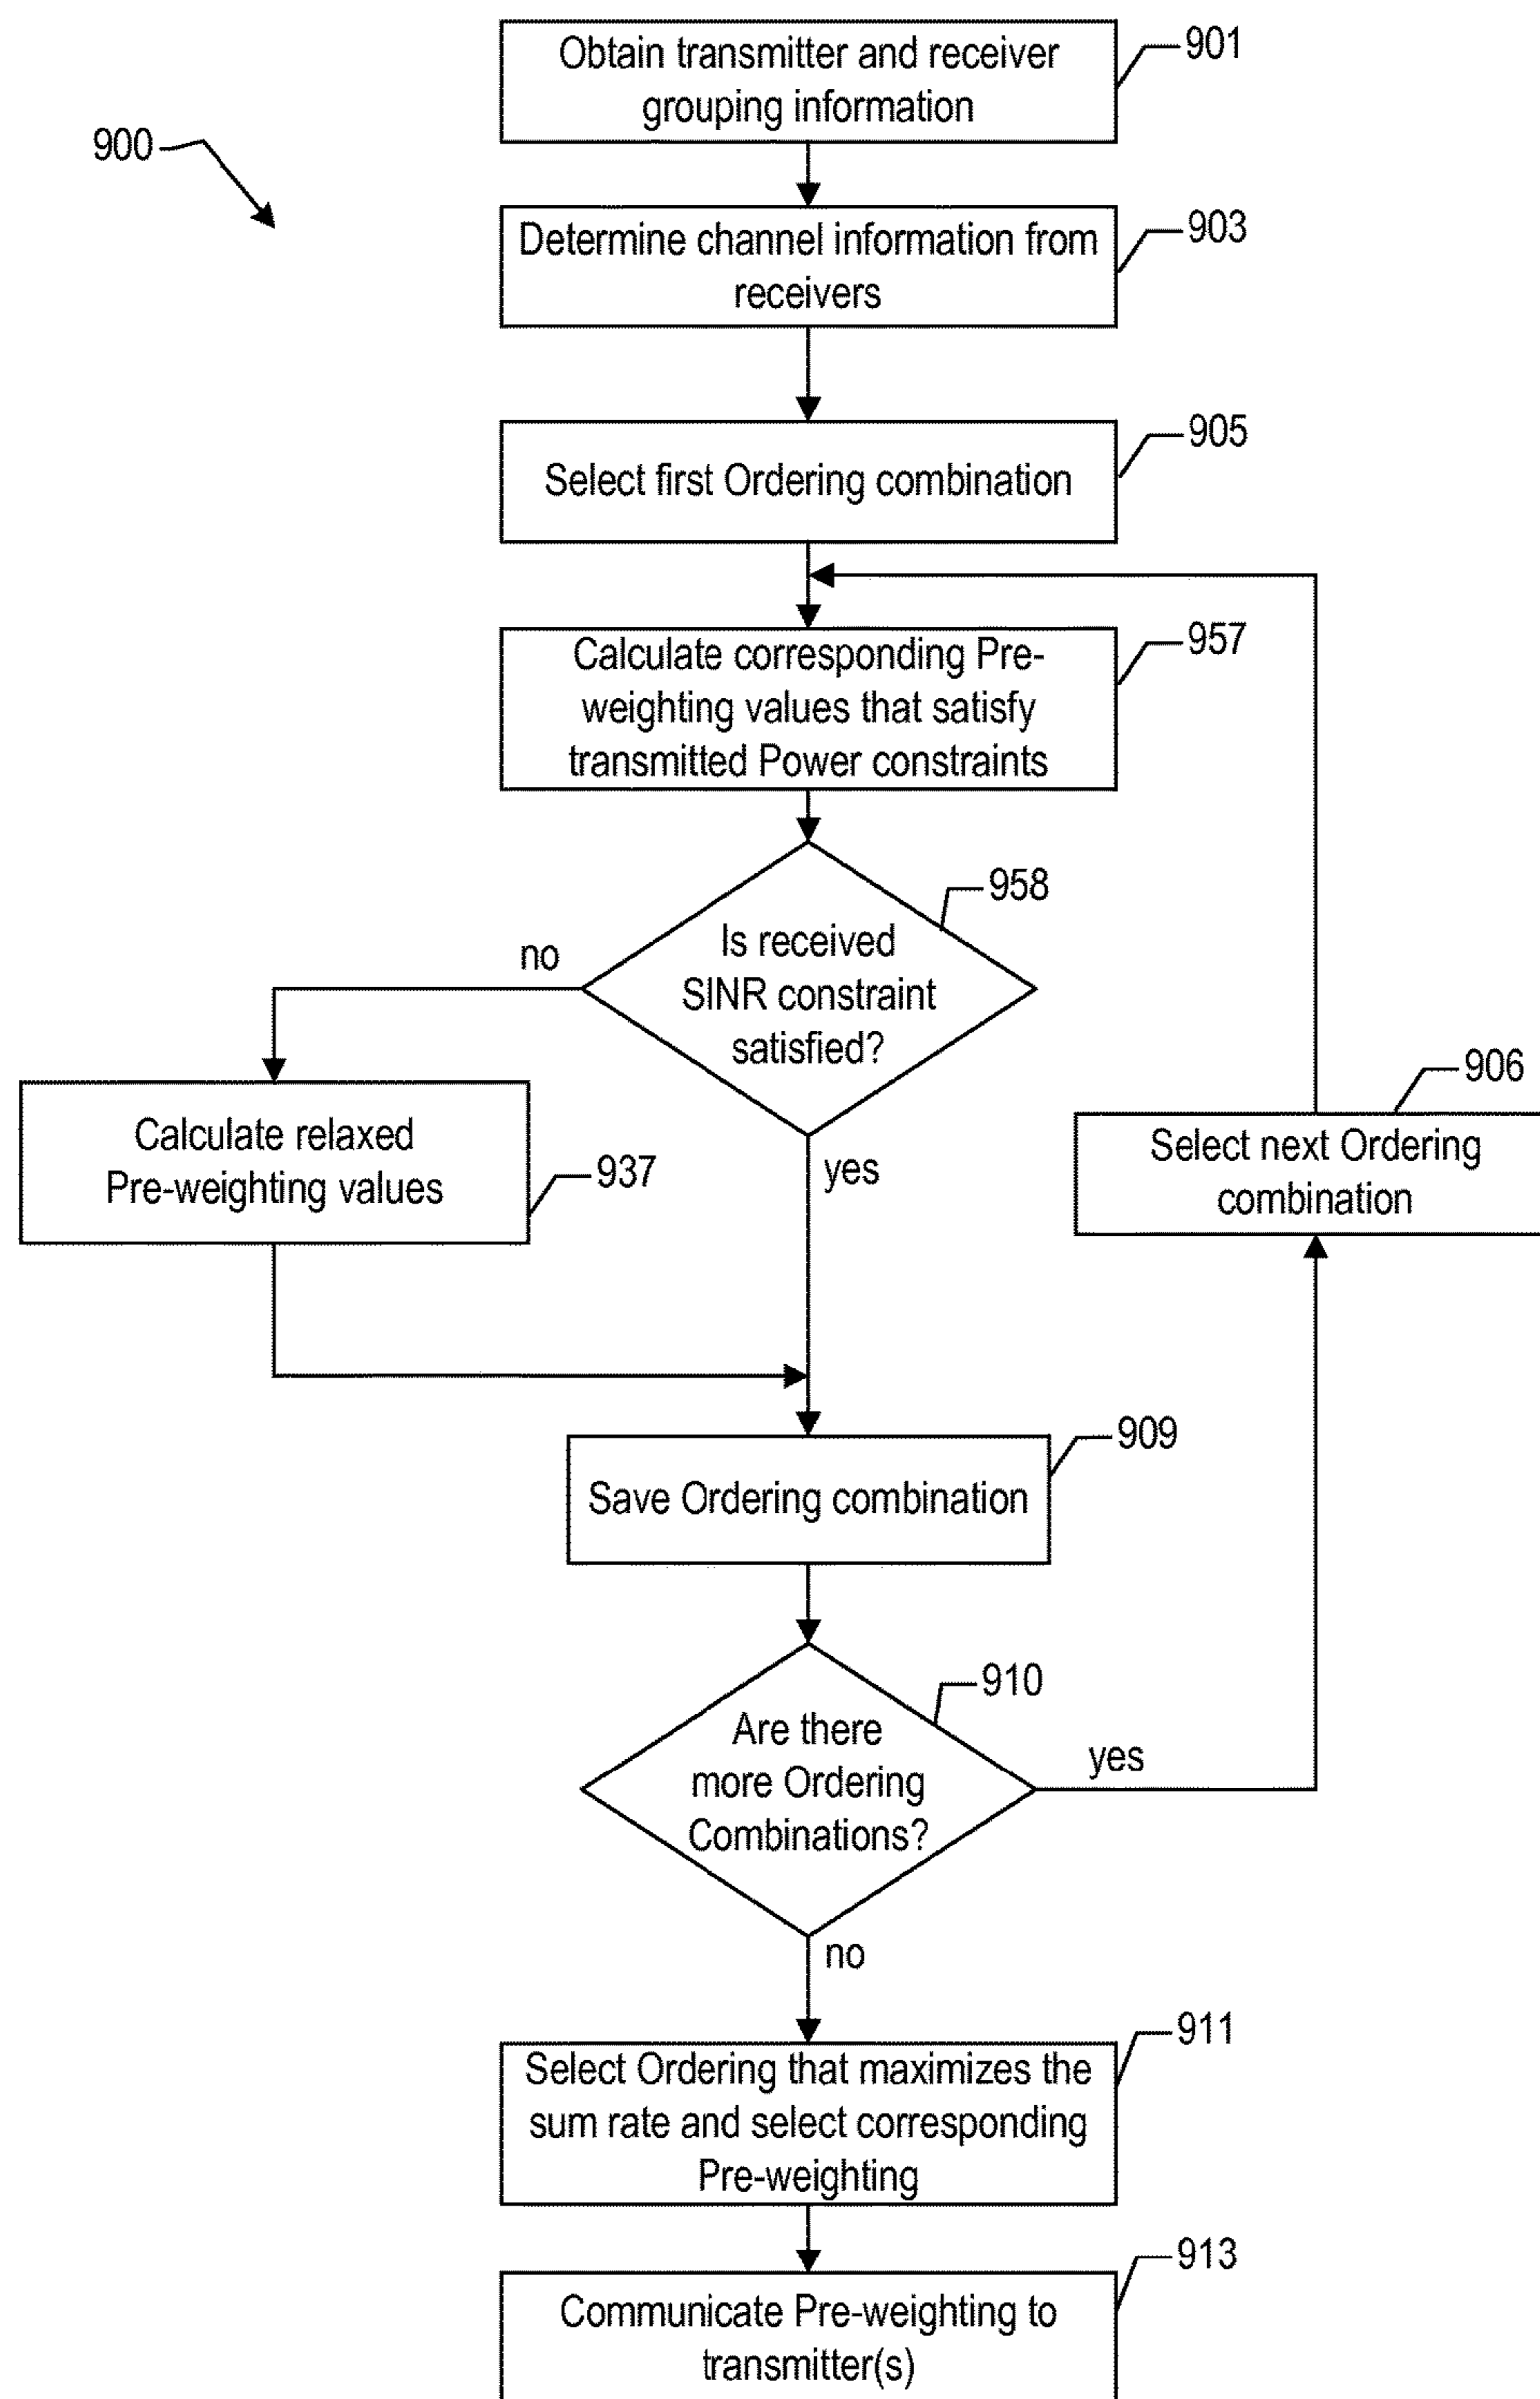 Obtain transmitter and receiver
grouping information
901
900
Determine channel information from
receivers
903
Select first Ordering combination
905
Calculate corresponding Pre-
weighting values that satisfy
transmitted Power constraints
957
Is received
SINR constraint
satisfied?
958
no
yes
Calculate relaxed
Pre-weighting values
937
Select next Ordering
combination
906
Save Ordering combination
909
Are there
more Ordering
Combinations?
910
yes
no
Select Ordering that maximizes the
sum rate and select corresponding
Pre-weighting
911
Communicate Pre-weighting to
transmitter(s)
913